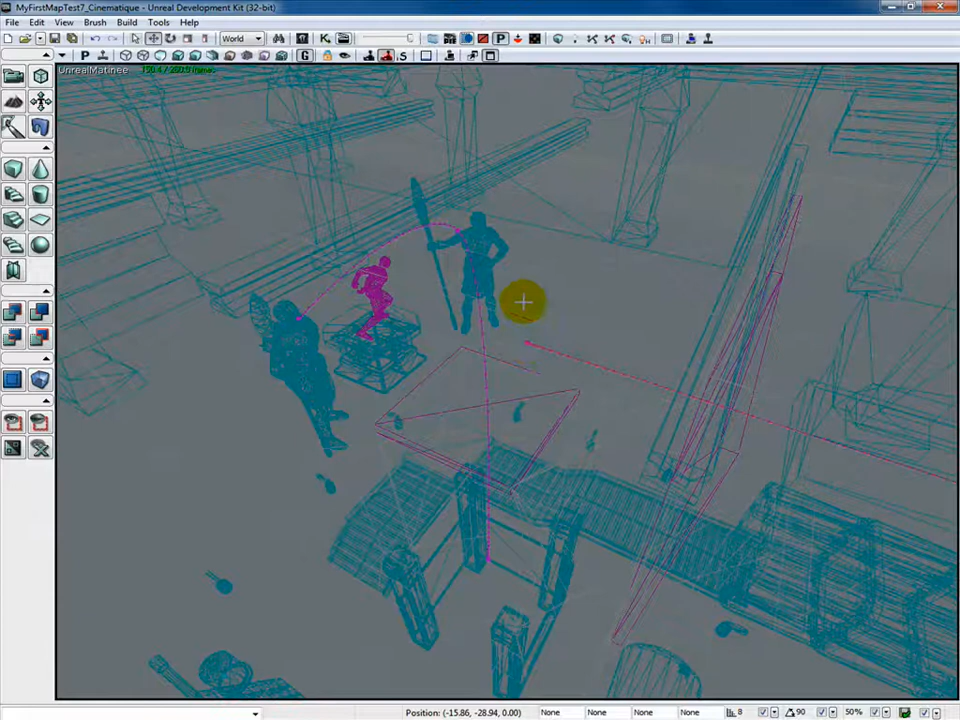 MyFirstMapTest7_Cinematique - Unreal Development Kit (32-bit)
File Edit View Brush Build Tools Help
World
P G S
UnrealMatinee
Position: (-15.86, -28.94, 0.00) None None None None 8 90 50%